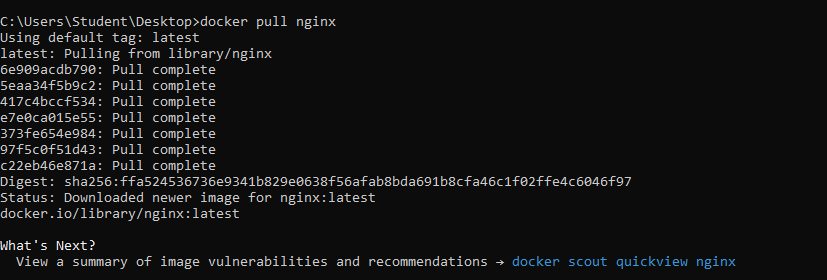 C:\Users\Student\Desktop>docker pull nginx
Using default tag: latest
latest: Pulling from library/nginx
6e909acdb790: Pull complete
5eaa34f5b9c2: Pull complete
417c4bccf534: Pull complete
e7e0ca015e55: Pull complete
373fe654e984: Pull complete
97f5c0f51d43: Pull complete
c22eb46e871a: Pull complete
Digest: sha256:ffa524536736e9341b829e0638f56afab8bda691b8cfa46c1f02ffe4c6046f97
Status: Downloaded newer image for nginx:latest
docker.io/library/nginx:latest
What's Next?
View a summary of image vulnerabilities and recommendations → docker scout quickview nginx